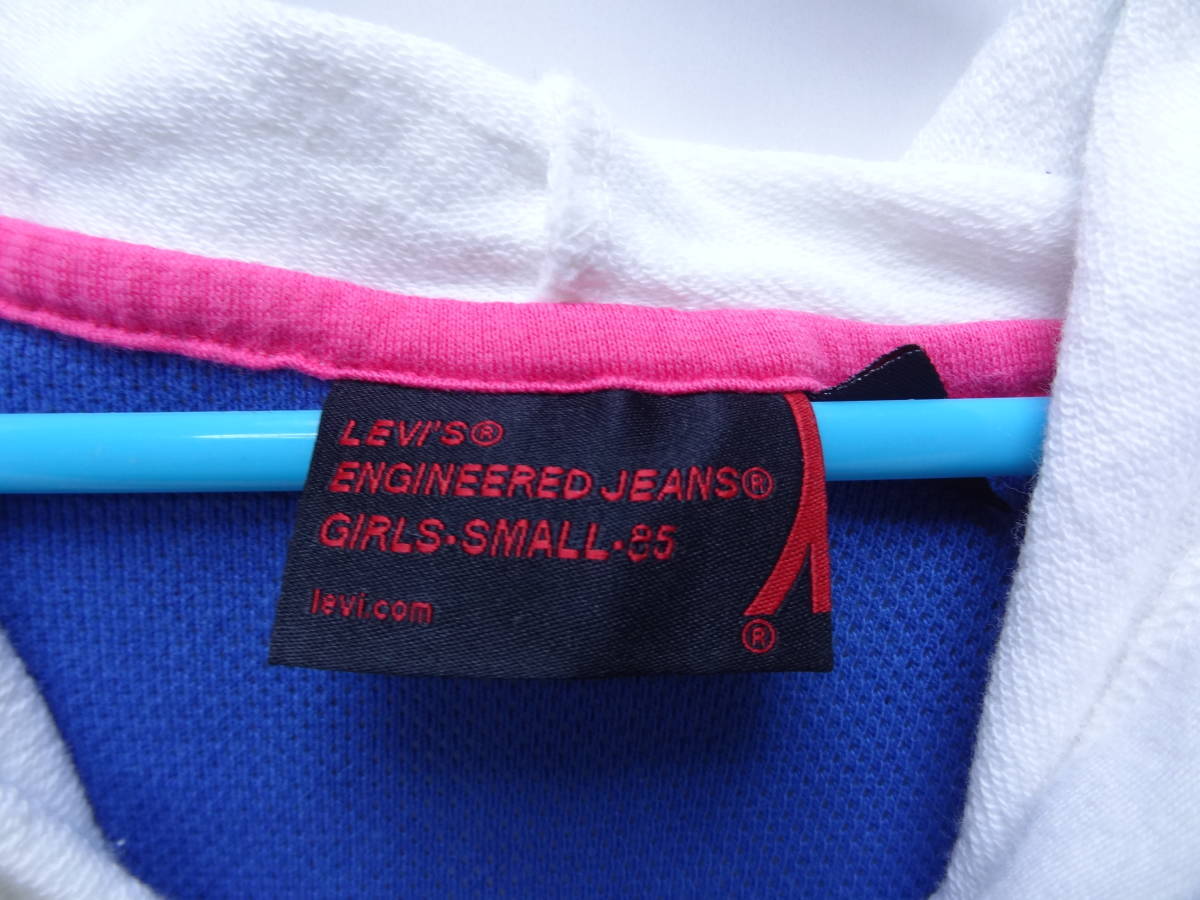 LEVI'S®
ENGINEERED JEANS®
GIRLS·SMALL·85
levi.com
®